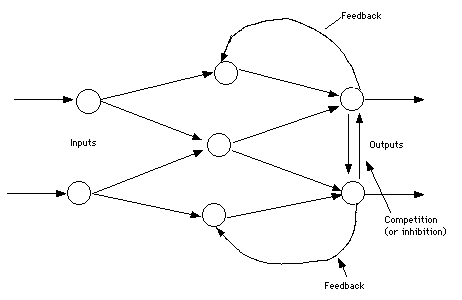 Feedback
Inputs
Outputs
Competition
(or inhibition)
Feedback